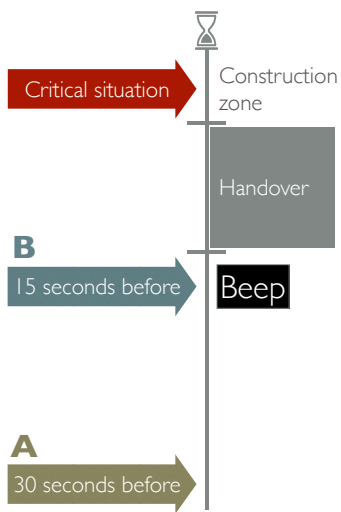 Critical situation
Construction
zone
Handover
B
15 seconds before
Beep
A
30 seconds before